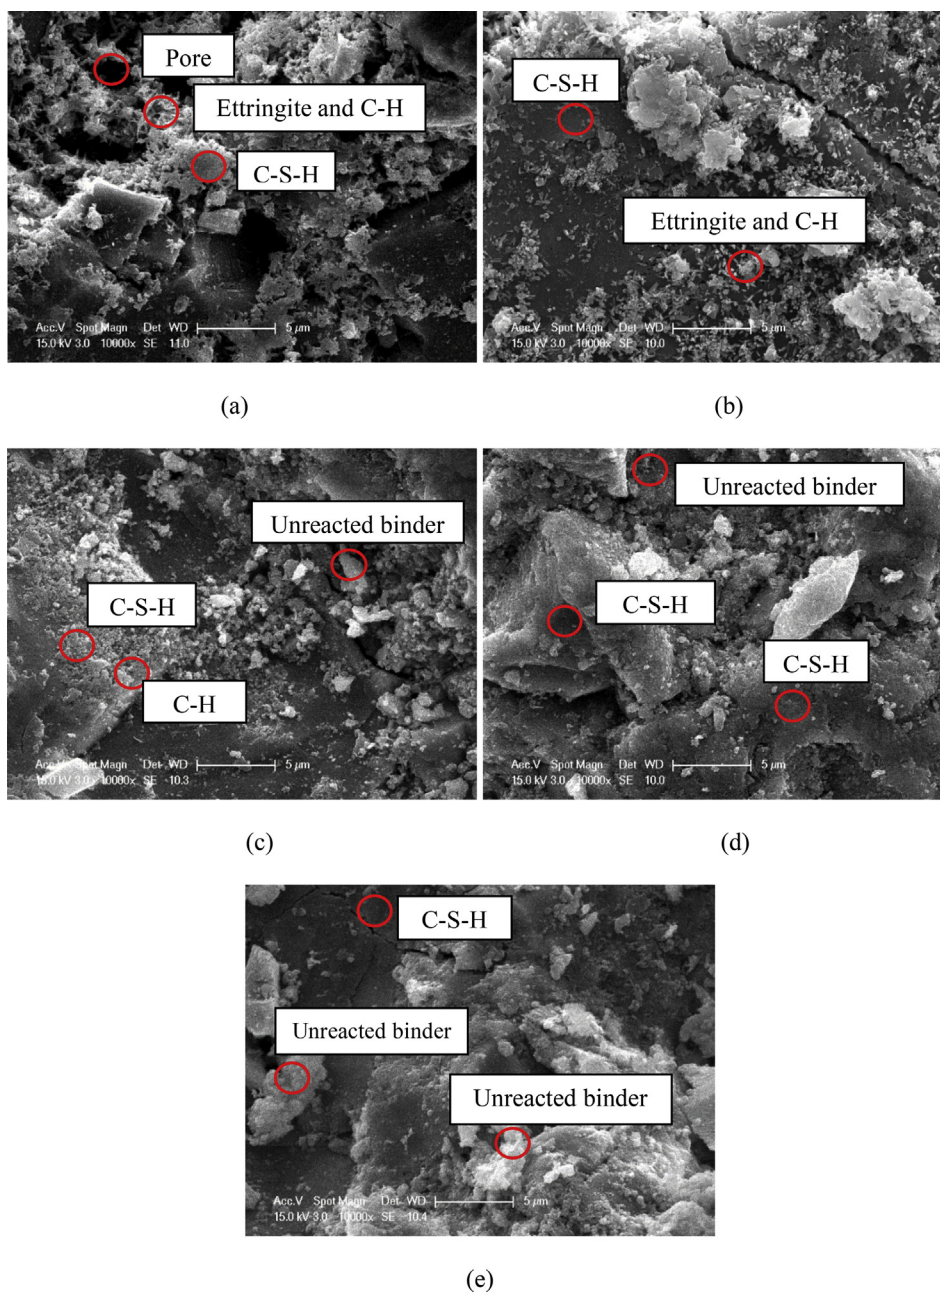 Pore
Ettringite and C-H
C-S-H
Acc.V Spot Magn Det WD 5 µm
15.0 kV 3.0 10000x SE 11.0
(a)
C-S-H
Ettringite and C-H
Acc.V Spot Magn Det WD 5 µm
15.0 kV 3.0 10000x SE 10.0
(b)
Unreacted binder
C-S-H
C-H
Acc.V Spot Magn Det WD 5 µm
15.0 kV 3.0 10000x SE 10.3
(c)
Unreacted binder
C-S-H
C-S-H
Acc.V Spot Magn Det WD 5 µm
15.0 kV 3.0 10000x SE 10.0
(d)
C-S-H
Unreacted binder
Unreacted binder
Acc.V Spot Magn Det WD 5 µm
15.0 kV 3.0 10000x SE 10.4
(e)